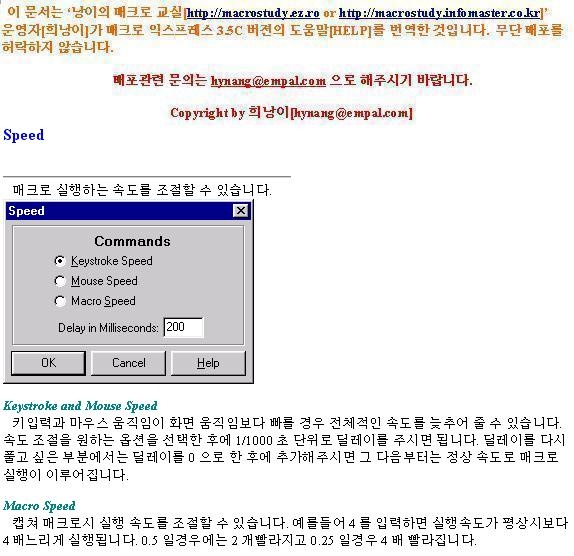 이 문서는 ‘낭이의 매크로 교실[http://macrostudy.ez.ro or http://macrostudy.infomaster.co.kr]’
운영자[희낭이]가 매크로 익스프레스 3.5C 버젼의 도움말[HELP]를 번역한 것입니다. 무단 배포를
허락하지 않습니다.
배포관련 문의는 hynang@empal.com 으로 해주시기 바랍니다.
Copyright by 희낭이[hynang@empal.com]
Speed
매크로 실행하는 속도를 조절할 수 있습니다.
Speed
Commands
Keystroke Speed
Mouse Speed
Macro Speed
Delay in Milliseconds: 200
OK Cancel Help
Keystroke and Mouse Speed
키입력과 마우스 움직임이 화면 움직임보다 빠를 경우 전체적인 속도를 늦추어 줄 수 있습니다.
속도 조절을 원하는 옵션을 선택한 후에 1/1000 초 단위로 딜레이를 주시면 됩니다. 딜레이를 다시
풀고 싶은 부분에서는 딜레이를 0 으로 한 후에 추가해주시면 그 다음부터는 정상 속도로 매크로
실행이 이루어집니다.
Macro Speed
캡쳐 매크로시 실행 속도를 조절할 수 있습니다. 예를들어 4 를 입력하면 실행속도가 평상시보다
4 배느리게 실행됩니다. 0.5 일경우에는 2 개빨라지고 0.25 일경우 4 배 빨라집니다.